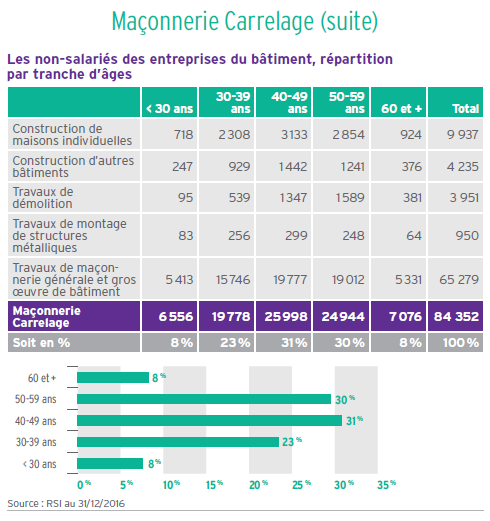 Maçonnerie Carrelage (suite)
Les non-salariés des entreprises du bâtiment, répartition
par tranche d'âges
< 30 ans 30-39 ans 40-49 ans 50-59 ans 60 et + Total
Construction de
maisons individuelles 718 2 308 3 133 2 854 924 9 937
Construction d'autres
bâtiments 247 929 1 442 1 241 376 4 235
Travaux de
démolition 95 539 1 347 1 589 381 3 951
Travaux de montage
de structures
métalliques 83 256 299 248 64 950
Travaux de maçon-
nerie générale et gros
œuvre de bâtiment 5 413 15 746 19 777 19 012 5 331 65 279
Maçonnerie
Carrelage 6 556 19 778 25 998 24 944 7 076 84 352
Soit en % 8 % 23 % 31 % 30 % 8 % 100 %
60 et + 8 %
50-59 ans 30 %
40-49 ans 31 %
30-39 ans 23 %
< 30 ans 8 %
0 % 5 % 10 % 15 % 20 % 25 % 30 % 35 %
Source : RSI au 31/12/2016